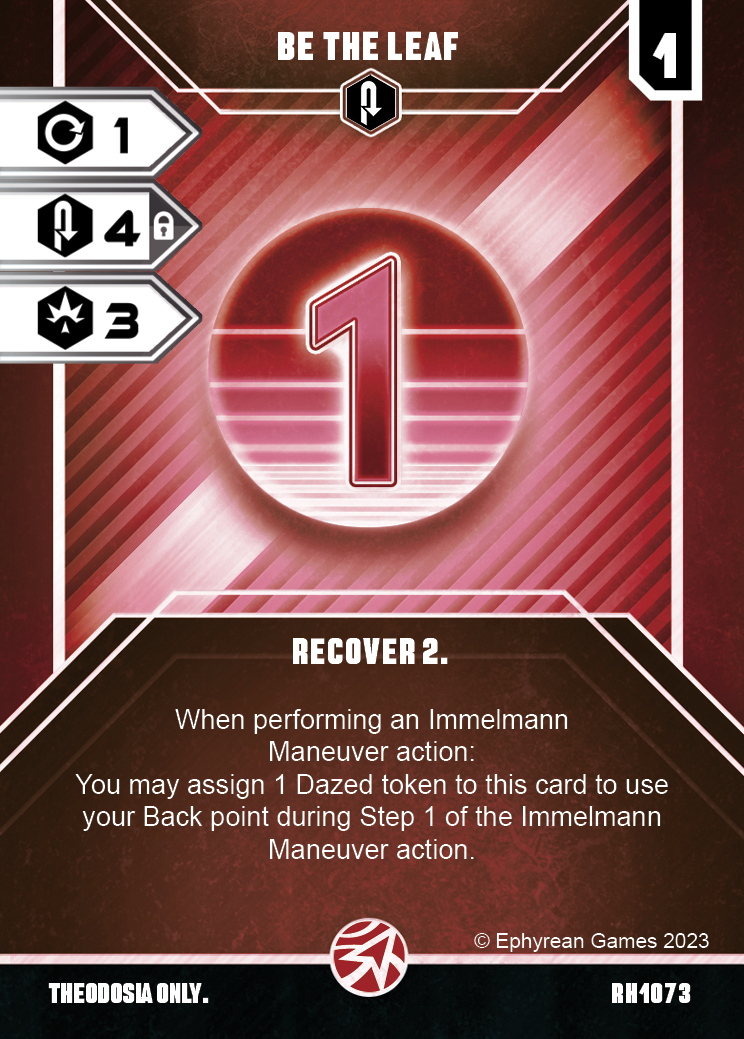 BE THE LEAF
1
1
4
3
1
RECOVER 2.
When performing an Immelmann
Maneuver action:
You may assign 1 Dazed token to this card to use
your Back point during Step 1 of the Immelmann
Maneuver action.
© Ephyrean Games 2023
THEODOSIA ONLY.
RH1073